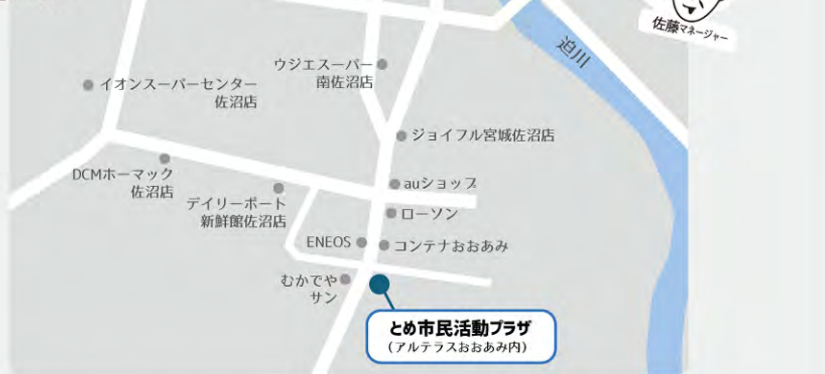 佐藤マネージャー
迫川
ウジエスーパー
南佐沼店
イオンスーパーセンター
佐沼店
ジョイフル宮城佐沼店
DCMホーマック
佐沼店
auショップ
デイリーポート
新鮮館佐沼店
ローソン
ENEOS
コンテナおおあみ
むかでや
サン
とめ市民活動プラザ
（アルテラスおおあみ内）